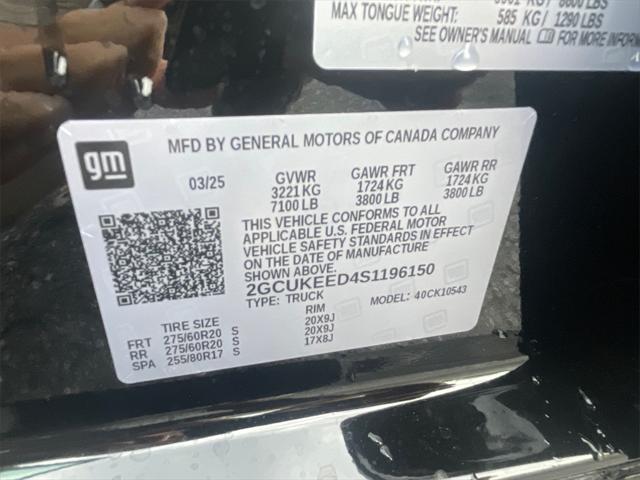 MAX TONGUE WEIGHT: 585 KG / 1290 LBS
SEE OWNER'S MANUAL FOR MORE INFORM
gm
MFD BY GENERAL MOTORS OF CANADA COMPANY
03/25
GVWR GAWR FRT GAWR RR
3221 KG 1724 KG 1724 KG
7100 LB 3800 LB 3800 LB
THIS VEHICLE CONFORMS TO ALL
APPLICABLE U.S. FEDERAL MOTOR
VEHICLE SAFETY STANDARDS IN EFFECT
ON THE DATE OF MANUFACTURE
SHOWN ABOVE.
2GCUKEED4S1196150
TYPE: TRUCK MODEL: 40CK10543
TIRE SIZE RIM
FRT 275/60R20 S 20X9J
RR 275/60R20 S 20X9J
SPA 255/80R17 S 17X8J